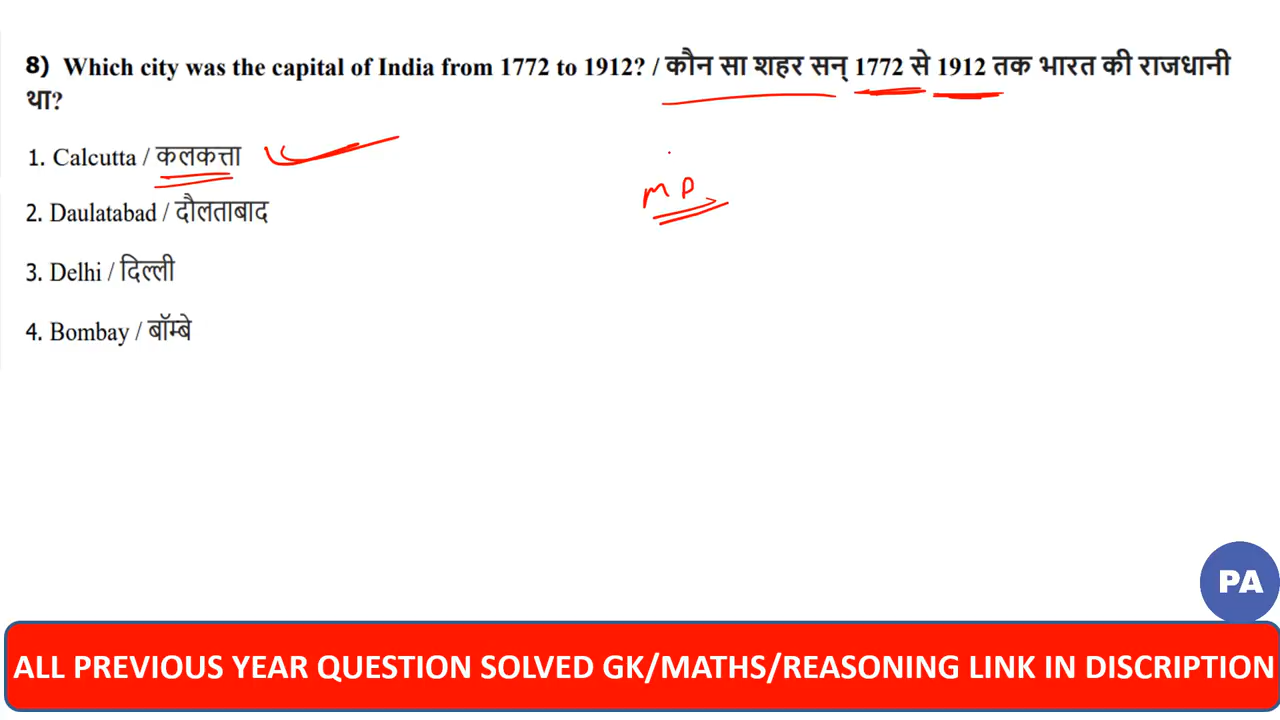 8) Which city was the capital of India from 1772 to 1912? / कौन सा शहर सन् 1772 से 1912 तक भारत की राजधानी
था?
1. Calcutta / कलकत्ता
MP
2. Daulatabad / दौलताबाद
3. Delhi / दिल्ली
4. Bombay / बॉम्बे
PA
ALL PREVIOUS YEAR QUESTION SOLVED GK/MATHS/REASONING LINK IN DISCRIPTION